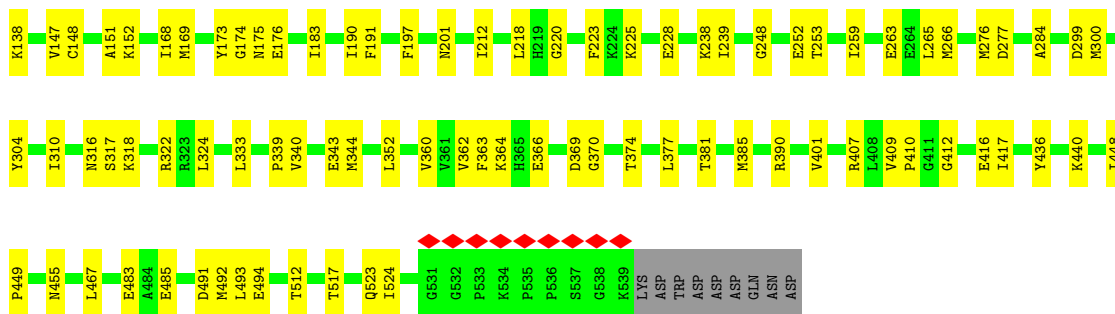 K138 V147 C148 A151 K152 I168 M169 Y173 G174 N175 E176 I183 I190 F191 F197 N201 I212 L218 H219 G220 F223 K224 K225 E228 K238 I239 G248 E252 T253 I259 E263 E264 L265 M266 M276 D277 A284 D299 M300
Y304 I310 N316 S317 K318 R322 R323 L324 L333 P339 V340 E343 M344 L352 V360 V361 V362 F363 K364 H365 E366 D369 G370 T374 L377 T381 M385 R390 V401 R407 L408 V409 P410 G411 G412 E416 I417 Y436 K440 I448
P449 N455 L467 E483 A484 E485 D491 M492 L493 E494 T512 T517 Q523 I524 G531 G532 P533 K534 P535 P536 S537 G538 K539 LYS ASP TRP ASP ASP ASP GLN ASN ASP